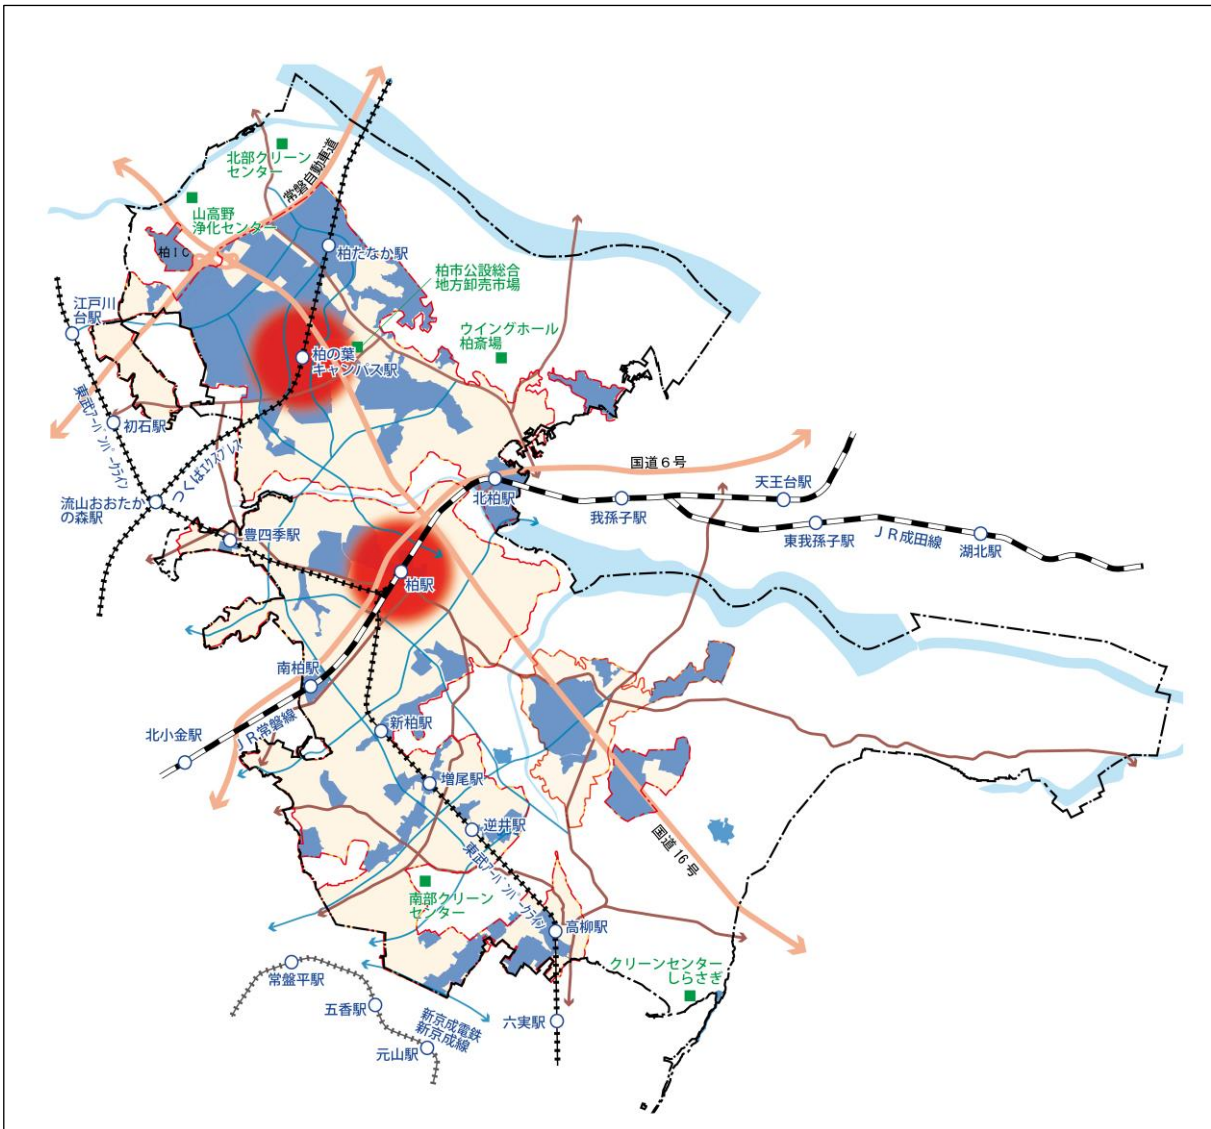 常磐自動車道
北部クリーン
センター
山高野
浄化センター
柏IC
柏たなか駅
柏市公設総合
地方卸売市場
江戸川
台駅
ウイングホール
柏斎場
柏の葉
キャンパス駅
東武アーバンパークライン
初石駅
つくばエクスプレス
国道6号
北柏駅
天王台駅
流山おおたか
の森駅
我孫子駅
豊四季駅
東我孫子駅
JR成田線
湖北駅
柏駅
南柏駅
北小金駅
JR常磐線
新柏駅
増尾駅
逆井駅
国道16号
東武アーバンパークライン
南部クリーン
センター
高柳駅
クリーンセンター
しらさぎ
常盤平駅
五香駅
新京成電鉄
新京成線
六実駅
元山駅